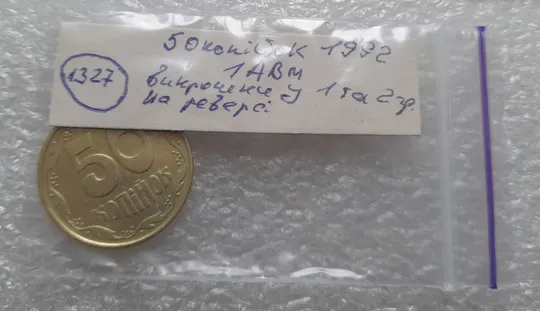 50 копійок 1992
1АВм
1327
викрошення у 1 та 2 гр.
на реверсі
50
КОПІЙОК